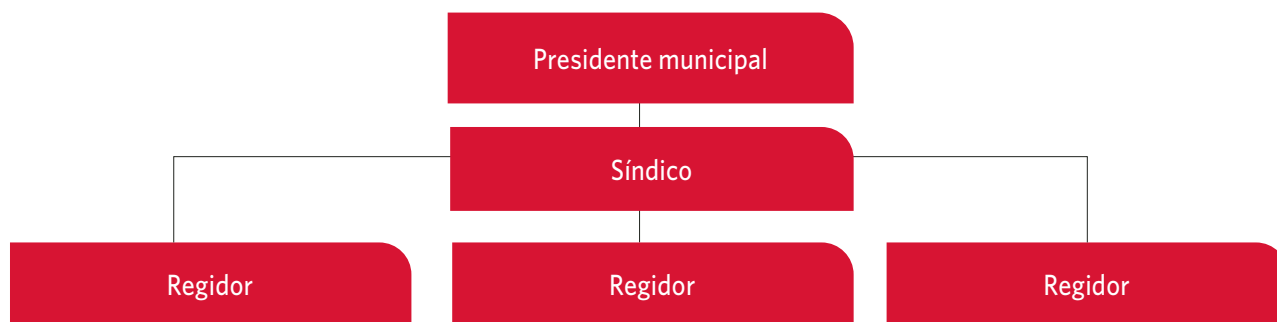 Presidente municipal
Síndico
Regidor
Regidor
Regidor